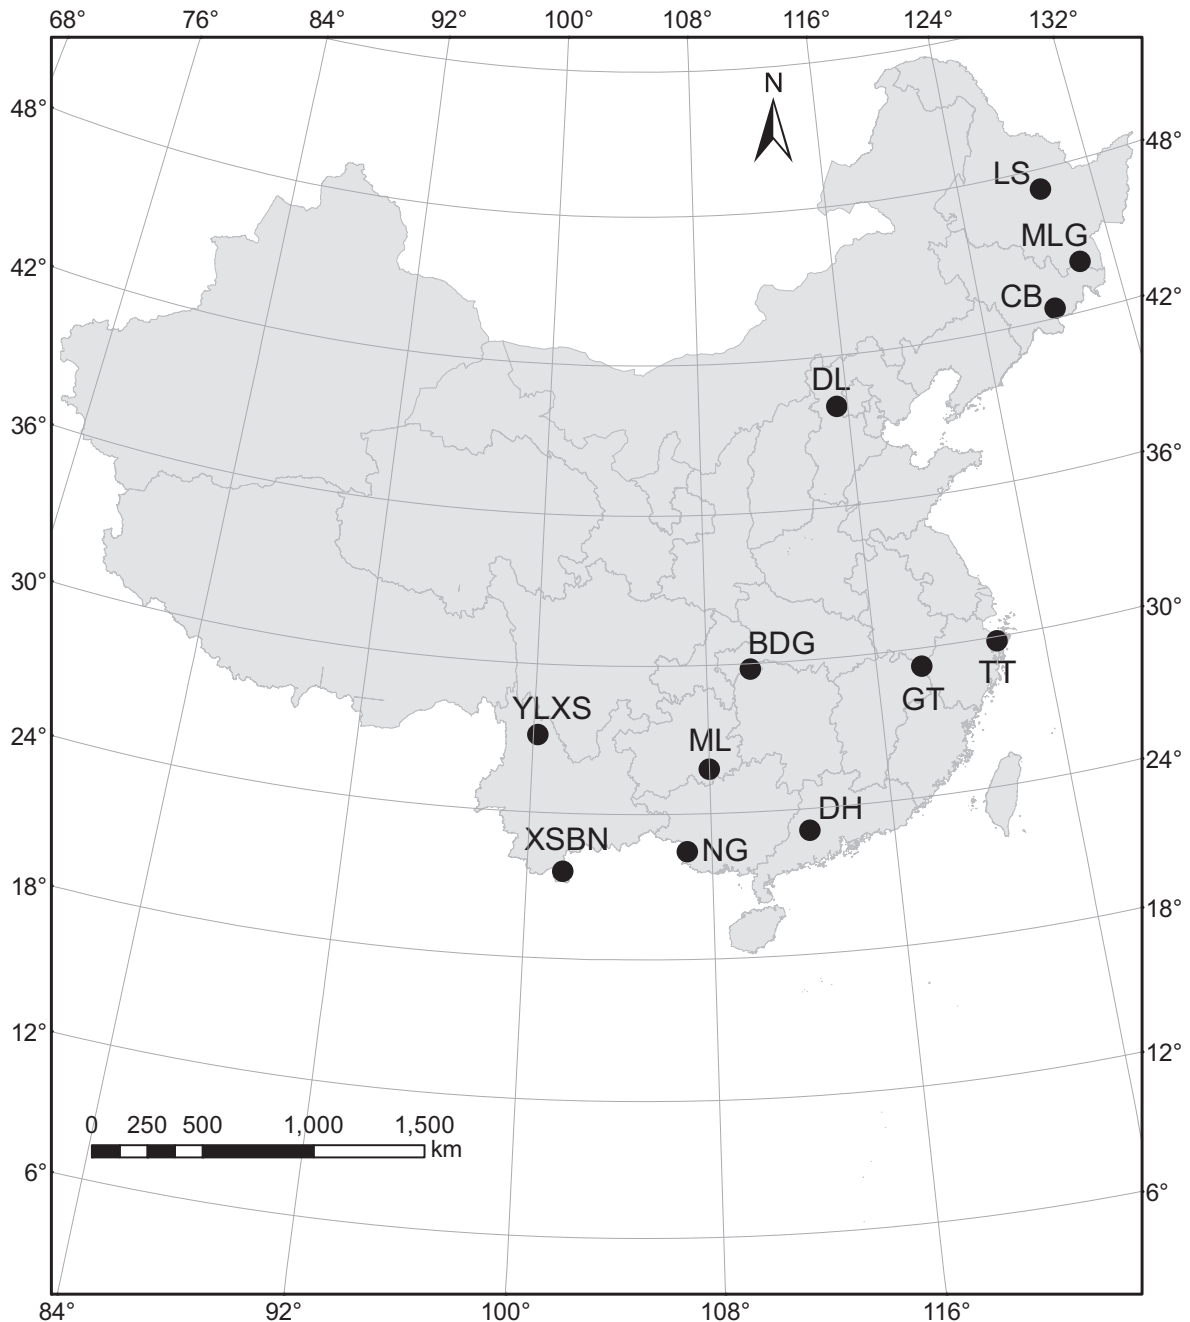 68° 76° 84° 92° 100° 108° 116° 124° 132°
N
48° 48°
LS
MLG
42° 42°
CB
DL
36° 36°
30° 30°
BDG
TT
GT
YLXS
24° 24°
ML
DH
XSBN
NG
18° 18°
12° 12°
0 250 500 1,000 1,500
km
6° 6°
84° 92° 100° 108° 116°